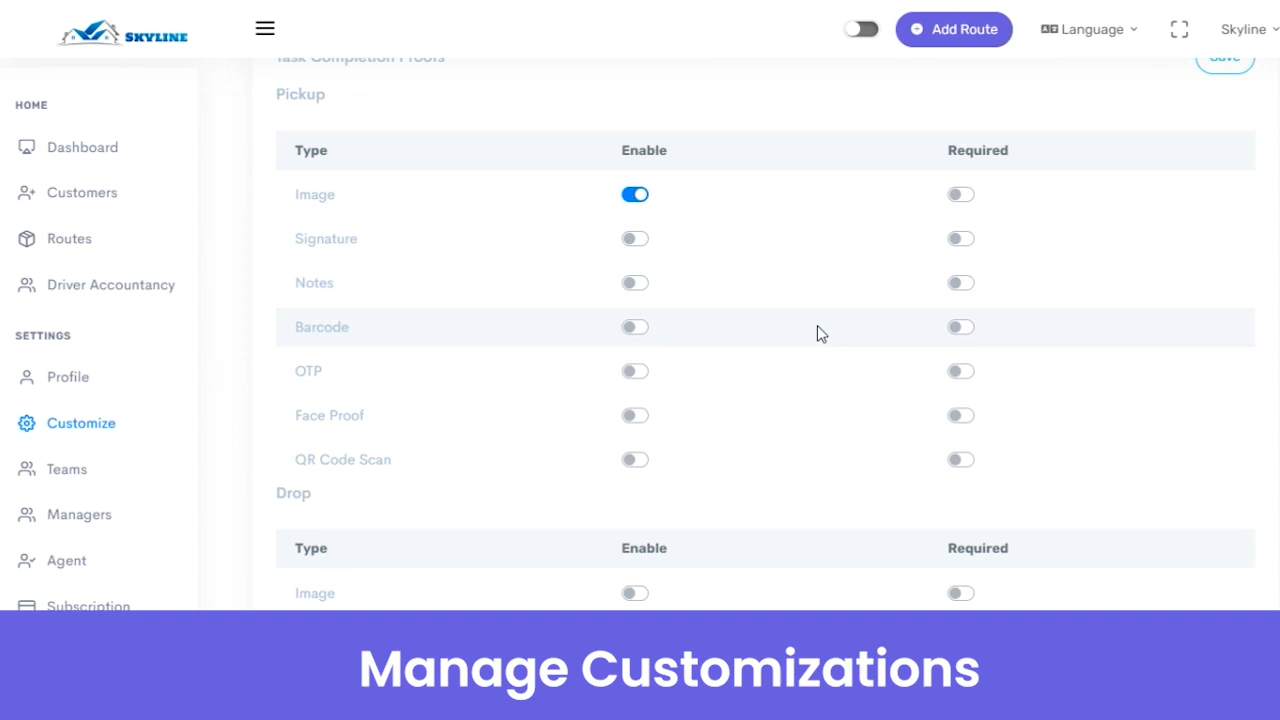 SKYLINE
Add Route
Language
Skyline
Task Completion Proofs
Save
HOME
Dashboard
Customers
Routes
Driver Accountancy
SETTINGS
Profile
Customize
Teams
Managers
Agent
Subscription
Pickup
Type Enable Required
Image
Signature
Notes
Barcode
OTP
Face Proof
QR Code Scan
Drop
Type Enable Required
Image
Manage Customizations